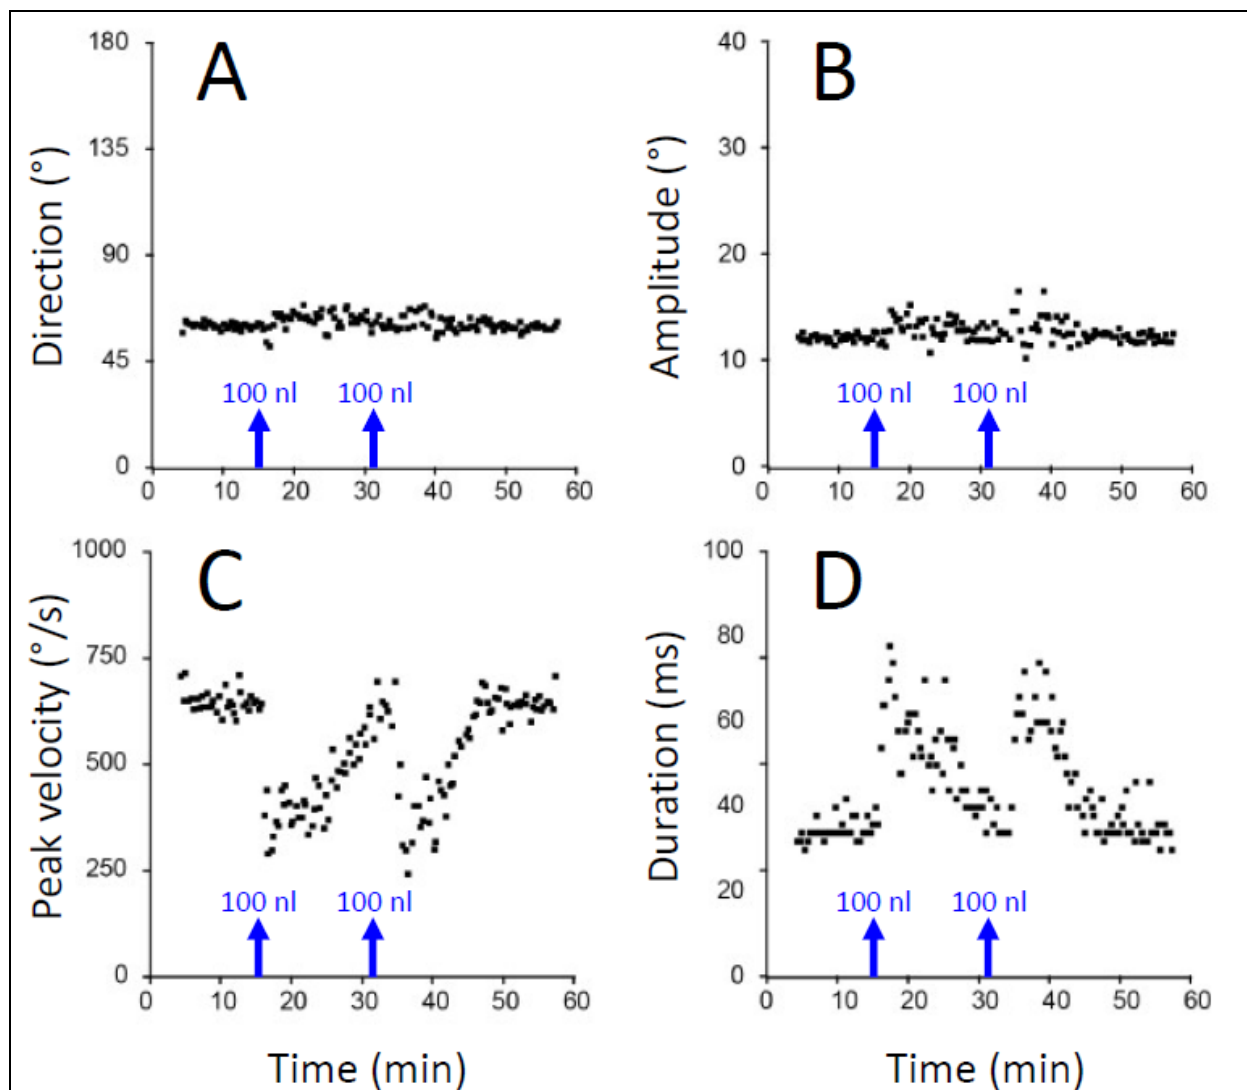 A
Direction (°)
180
135
90
45
0
100 nl 100 nl
0 10 20 30 40 50 60
B
Amplitude (°)
40
30
20
10
0
100 nl 100 nl
0 10 20 30 40 50 60
C
Peak velocity (°/s)
1000
750
500
250
0
100 nl 100 nl
0 10 20 30 40 50 60
Time (min)
D
Duration (ms)
100
80
60
40
20
0
100 nl 100 nl
0 10 20 30 40 50 60
Time (min)